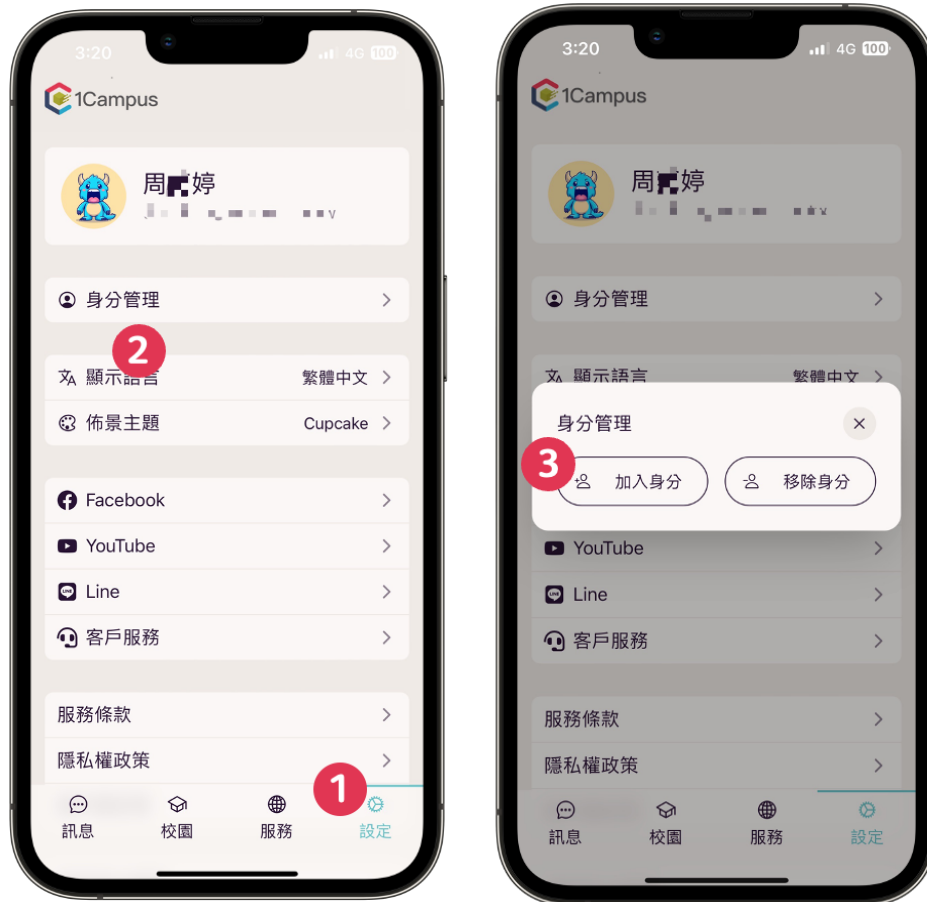 3:20
4G 100
1Campus
周 婷
身分管理
2
顯示語言 繁體中文
佈景主題 Cupcake
Facebook
YouTube
Line
客戶服務
服務條款
隱私權政策
1
訊息 校園 服務 設定
3:20
4G 100
1Campus
周 婷
身分管理
顯示語言 繁體中文
身分管理
3
加入身分 移除身分
YouTube
Line
客戶服務
服務條款
隱私權政策
訊息 校園 服務 設定